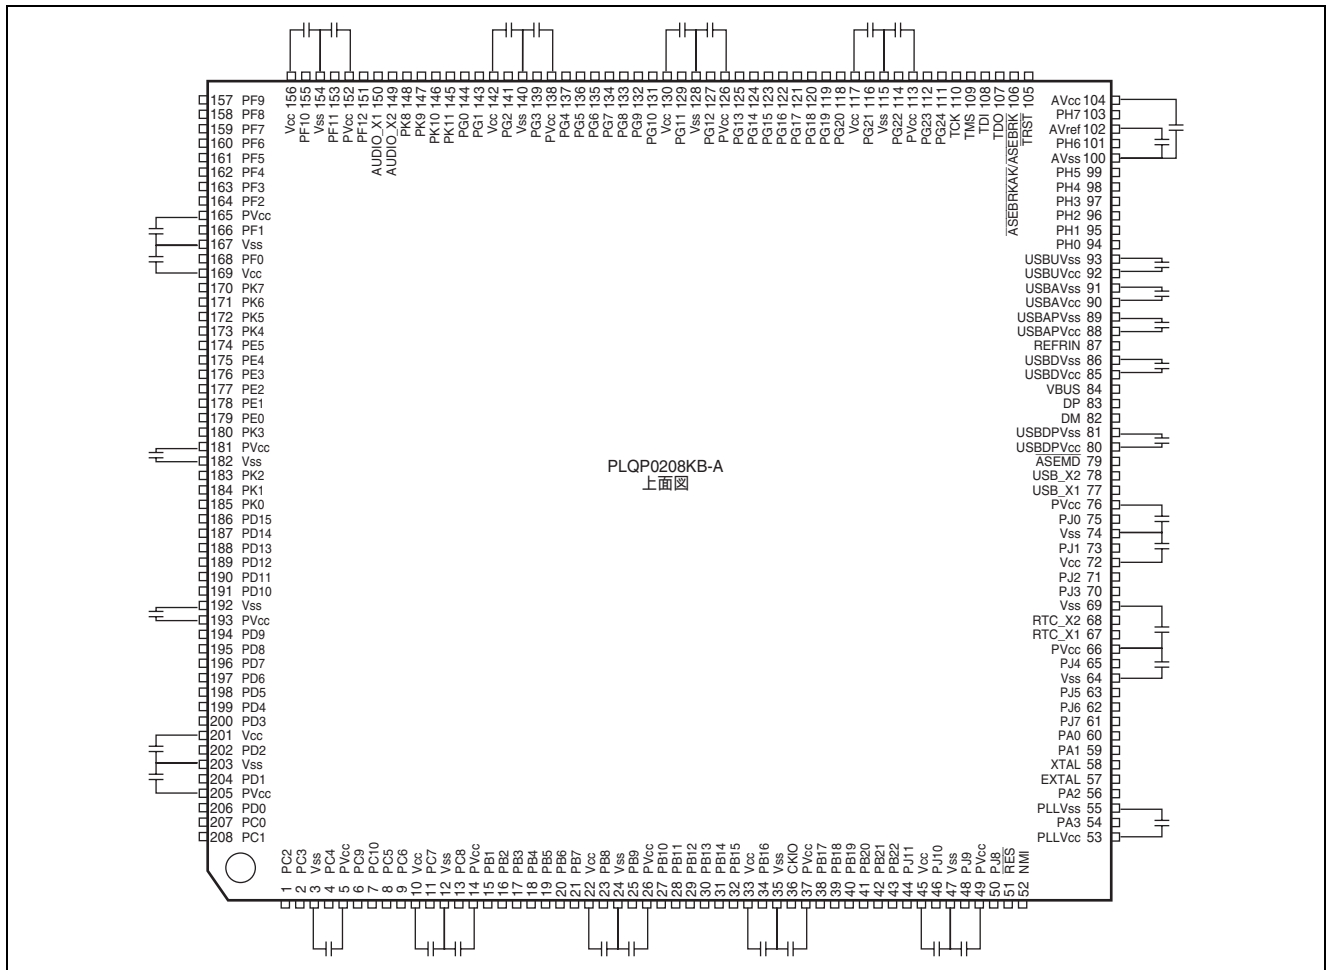 Vcc 156
PF10 155
Vss 154
PF11 153
PVcc 152
PF12 151
AUDIO_X1 150
AUDIO_X2 149
PK8 148
PK9 147
PK10 146
PK11 145
PG0 144
PG1 143
Vcc 142
PG2 141
Vss 140
PG3 139
PVcc 138
PG4 137
PG5 136
PG6 135
PG7 134
PG8 133
PG9 132
PG10 131
Vcc 130
PG11 129
Vss 128
PG12 127
PVcc 126
PG13 125
PG14 124
PG15 123
PG16 122
PG17 121
PG18 120
PG19 119
PG20 118
Vcc 117
PG21 116
Vss 115
PG22 114
PVcc 113
PG23 112
PG24 111
TCK 110
TMS 109
TDI 108
TDO 107
ASEBRKAK/ASEBRK 106
TRST 105
157 PF9
158 PF8
159 PF7
160 PF6
161 PF5
162 PF4
163 PF3
164 PF2
165 PVcc
166 PF1
167 Vss
168 PF0
169 Vcc
170 PK7
171 PK6
172 PK5
173 PK4
174 PE5
175 PE4
176 PE3
177 PE2
178 PE1
179 PE0
180 PK3
181 PVcc
182 Vss
183 PK2
184 PK1
185 PK0
186 PD15
187 PD14
188 PD13
189 PD12
190 PD11
191 PD10
192 Vss
193 PVcc
194 PD9
195 PD8
196 PD7
197 PD6
198 PD5
199 PD4
200 PD3
201 Vcc
202 PD2
203 Vss
204 PD1
205 PVcc
206 PD0
207 PC0
208 PC1
PLQP0208KB-A
上面図
AVcc 104
PH7 103
AVref 102
PH6 101
AVss 100
PH5 99
PH4 98
PH3 97
PH2 96
PH1 95
PH0 94
USBUVss 93
USBUVcc 92
USBAVss 91
USBAVcc 90
USBAPVss 89
USBAPVcc 88
REFRIN 87
USBDVss 86
USBDVcc 85
VBUS 84
DP 83
DM 82
USBDPVss 81
USBDPVcc 80
ASEMD 79
USB_X2 78
USB_X1 77
PVcc 76
PJ0 75
Vss 74
PJ1 73
Vcc 72
PJ2 71
PJ3 70
Vss 69
RTC_X2 68
RTC_X1 67
PVcc 66
PJ4 65
Vss 64
PJ5 63
PJ6 62
PJ7 61
PA0 60
PA1 59
XTAL 58
EXTAL 57
PA2 56
PLLVss 55
PA3 54
PLLVcc 53
1 PC2
2 PC3
3 Vss
4 PC4
5 PVcc
6 PC9
7 PC10
8 PC5
9 PC6
10 Vcc
11 PC7
12 Vss
13 PC8
14 PVcc
15 PB1
16 PB2
17 PB3
18 PB4
19 PB5
20 PB6
21 PB7
22 Vcc
23 PB8
24 Vss
25 PB9
26 PVcc
27 PB10
28 PB11
29 PB12
30 PB13
31 PB14
32 PB15
33 Vcc
34 PB16
35 Vss
36 CKIO
37 PVcc
38 PB17
39 PB18
40 PB19
41 PB20
42 PB21
43 PB22
44 PJ11
45 Vcc
46 PJ10
47 Vss
48 PJ9
49 PVcc
50 PJ8
51 RES
52 NMI